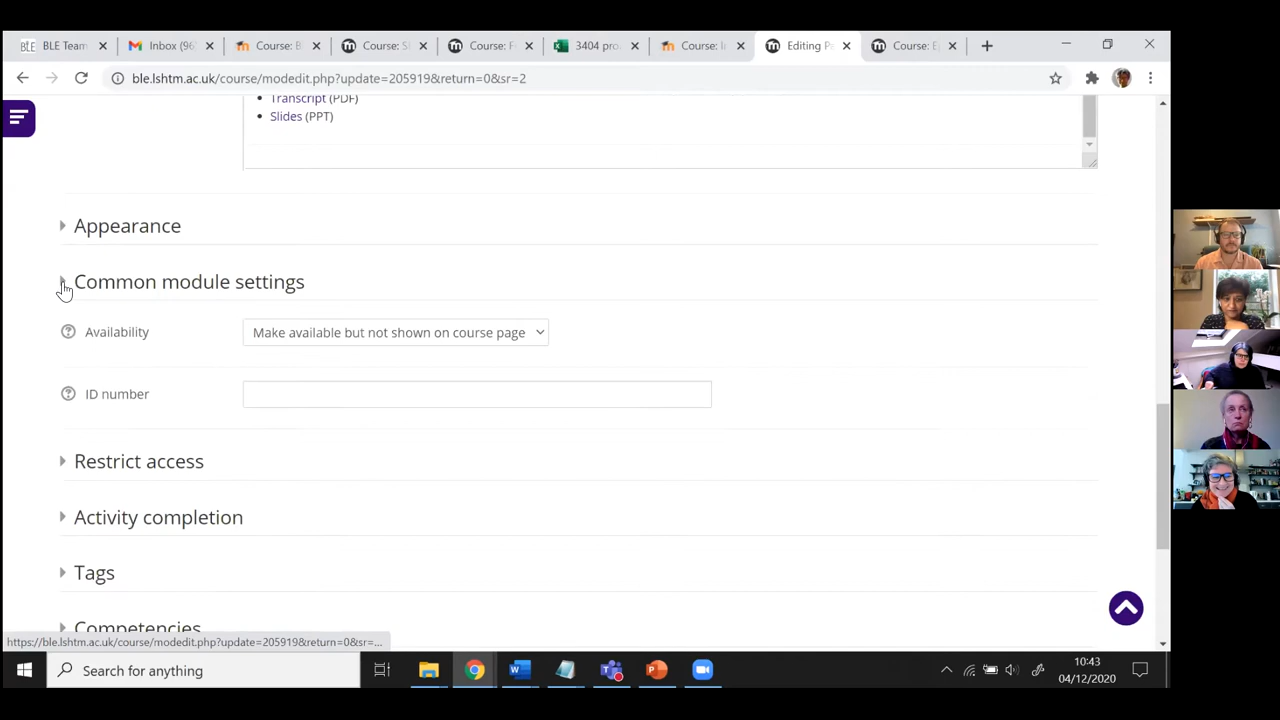 BLE BLE Team
Inbox (96
Course: B
Course: Sl
Course: F
3404 pro
Course: Ic
Editing P
Course: E
ble.lshtm.ac.uk/course/modedit.php?update=205919&return=0&sr=2
Transcript (PDF)
Slides (PPT)
Appearance
Common module settings
Availability
Make available but not shown on course page
ID number
Restrict access
Activity completion
Tags
Competencies
https://ble.lshtm.ac.uk/course/modedit.php?update=205919&return=0&sr=...
Search for anything
10:43
04/12/2020